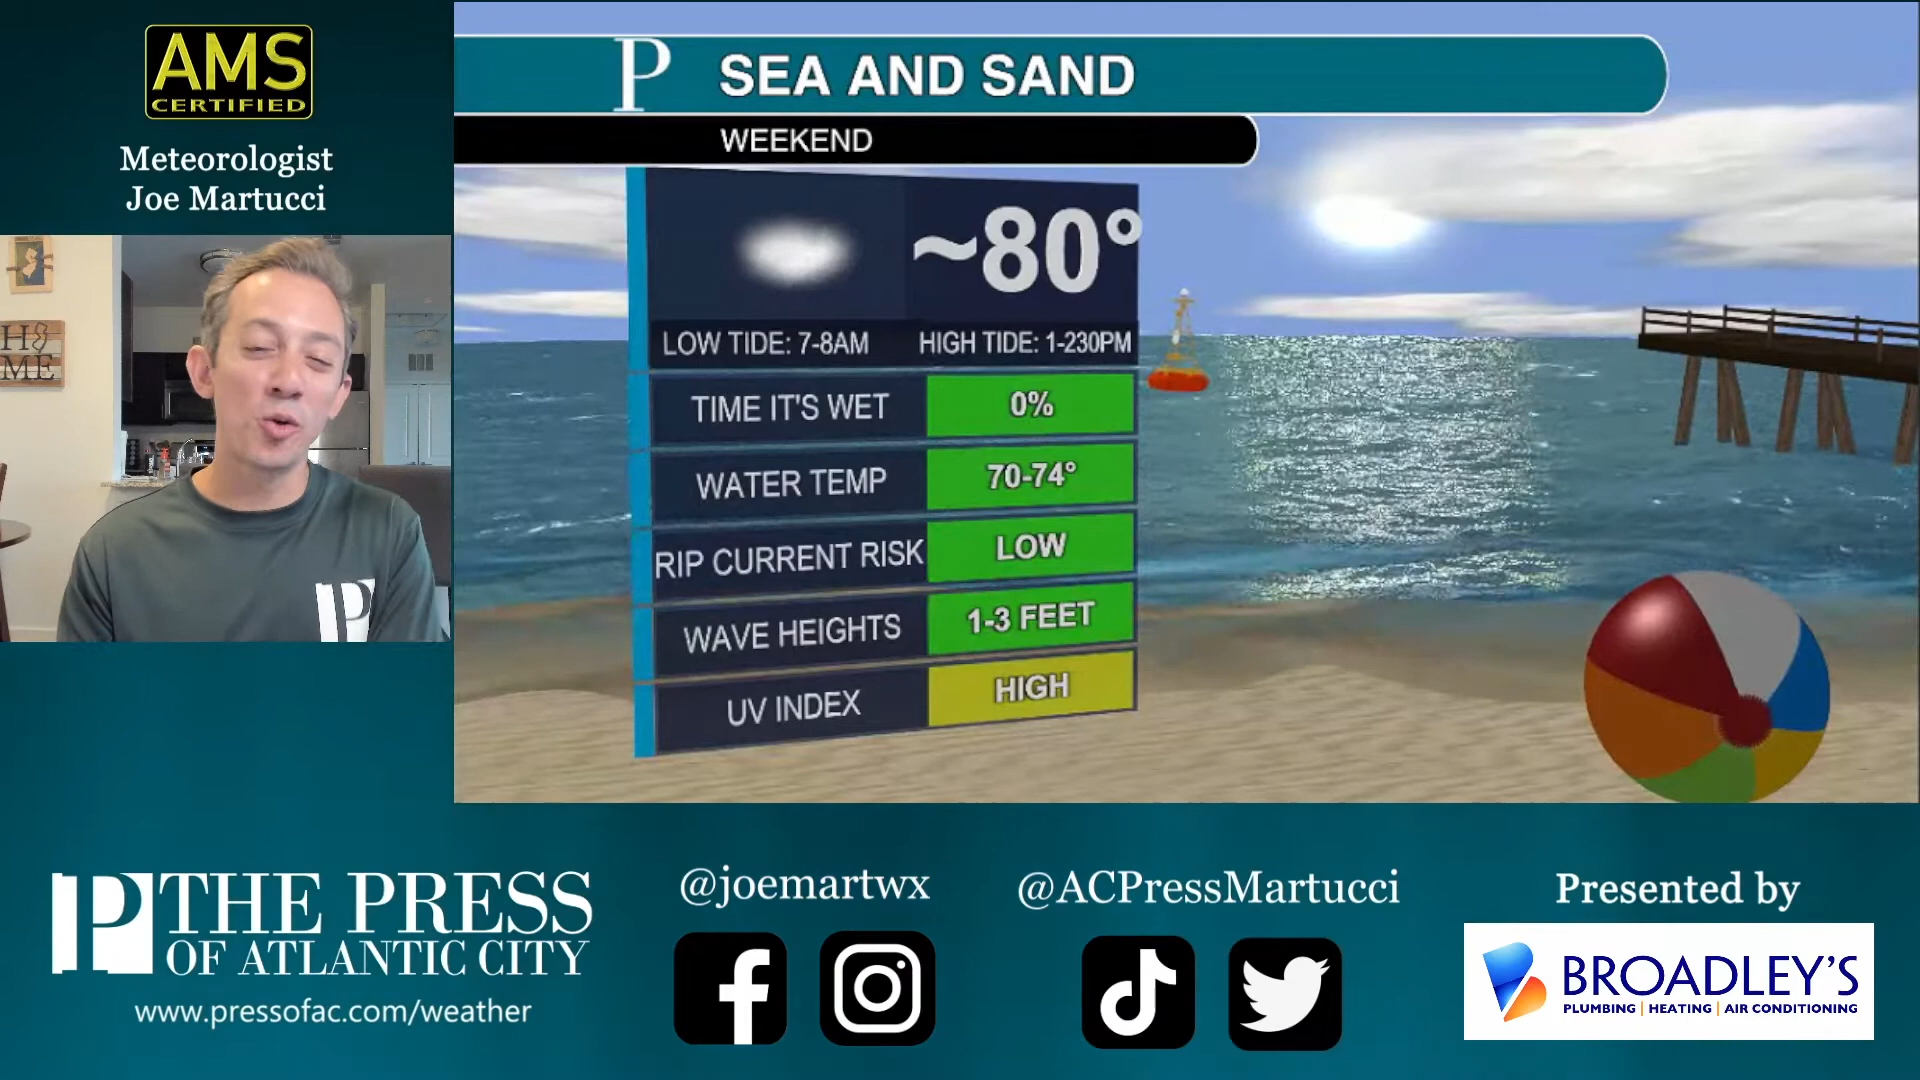 AMS
CERTIFIED
Meteorologist
Joe Martucci
H ME
P
P SEA AND SAND
WEEKEND
~80°
LOW TIDE: 7-8AM HIGH TIDE: 1-230PM
TIME IT'S WET 0%
WATER TEMP 70-74°
RIP CURRENT RISK LOW
WAVE HEIGHTS 1-3 FEET
UV INDEX HIGH
P THE PRESS
OF ATLANTIC CITY
www.pressofac.com/weather
@joemartwx
@ACPressMartucci
Presented by
BROADLEY'S
PLUMBING | HEATING | AIR CONDITIONING